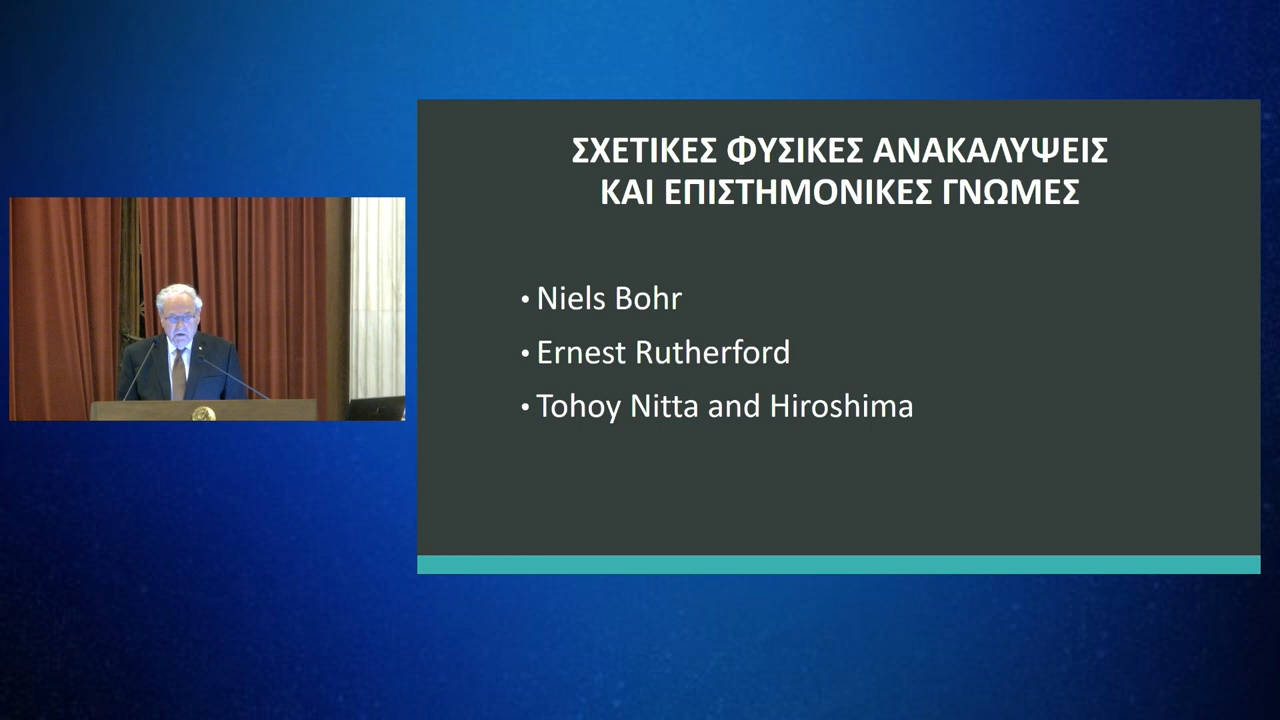 ΣΧΕΤΙΚΕΣ ΦΥΣΙΚΕΣ ΑΝΑΚΑΛΥΨΕΙΣ
ΚΑΙ ΕΠΙΣΤΗΜΟΝΙΚΕΣ ΓΝΩΜΕΣ
• Niels Bohr
• Ernest Rutherford
• Tohoy Nitta and Hiroshima